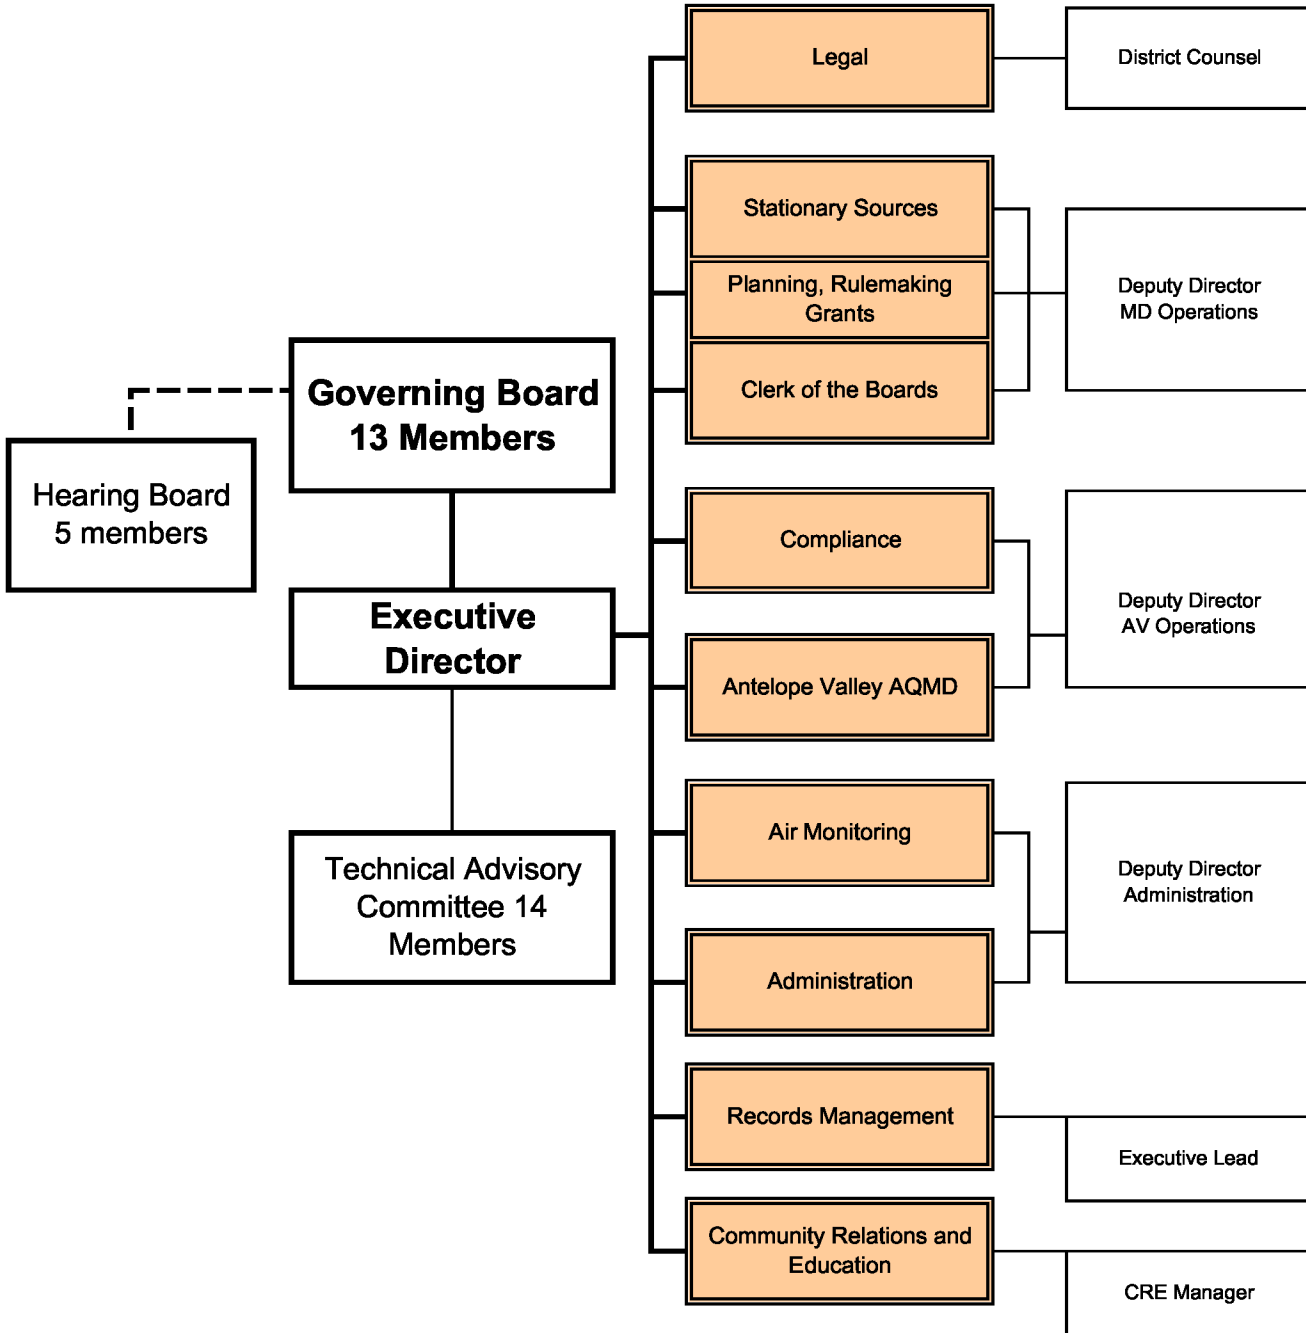 Legal
District Counsel
Stationary Sources
Planning, Rulemaking
Grants
Clerk of the Boards
Deputy Director
MD Operations
Governing Board
13 Members
Hearing Board
5 members
Executive
Director
Technical Advisory
Committee 14
Members
Compliance
Antelope Valley AQMD
Deputy Director
AV Operations
Air Monitoring
Administration
Deputy Director
Administration
Records Management
Executive Lead
Community Relations and
Education
CRE Manager